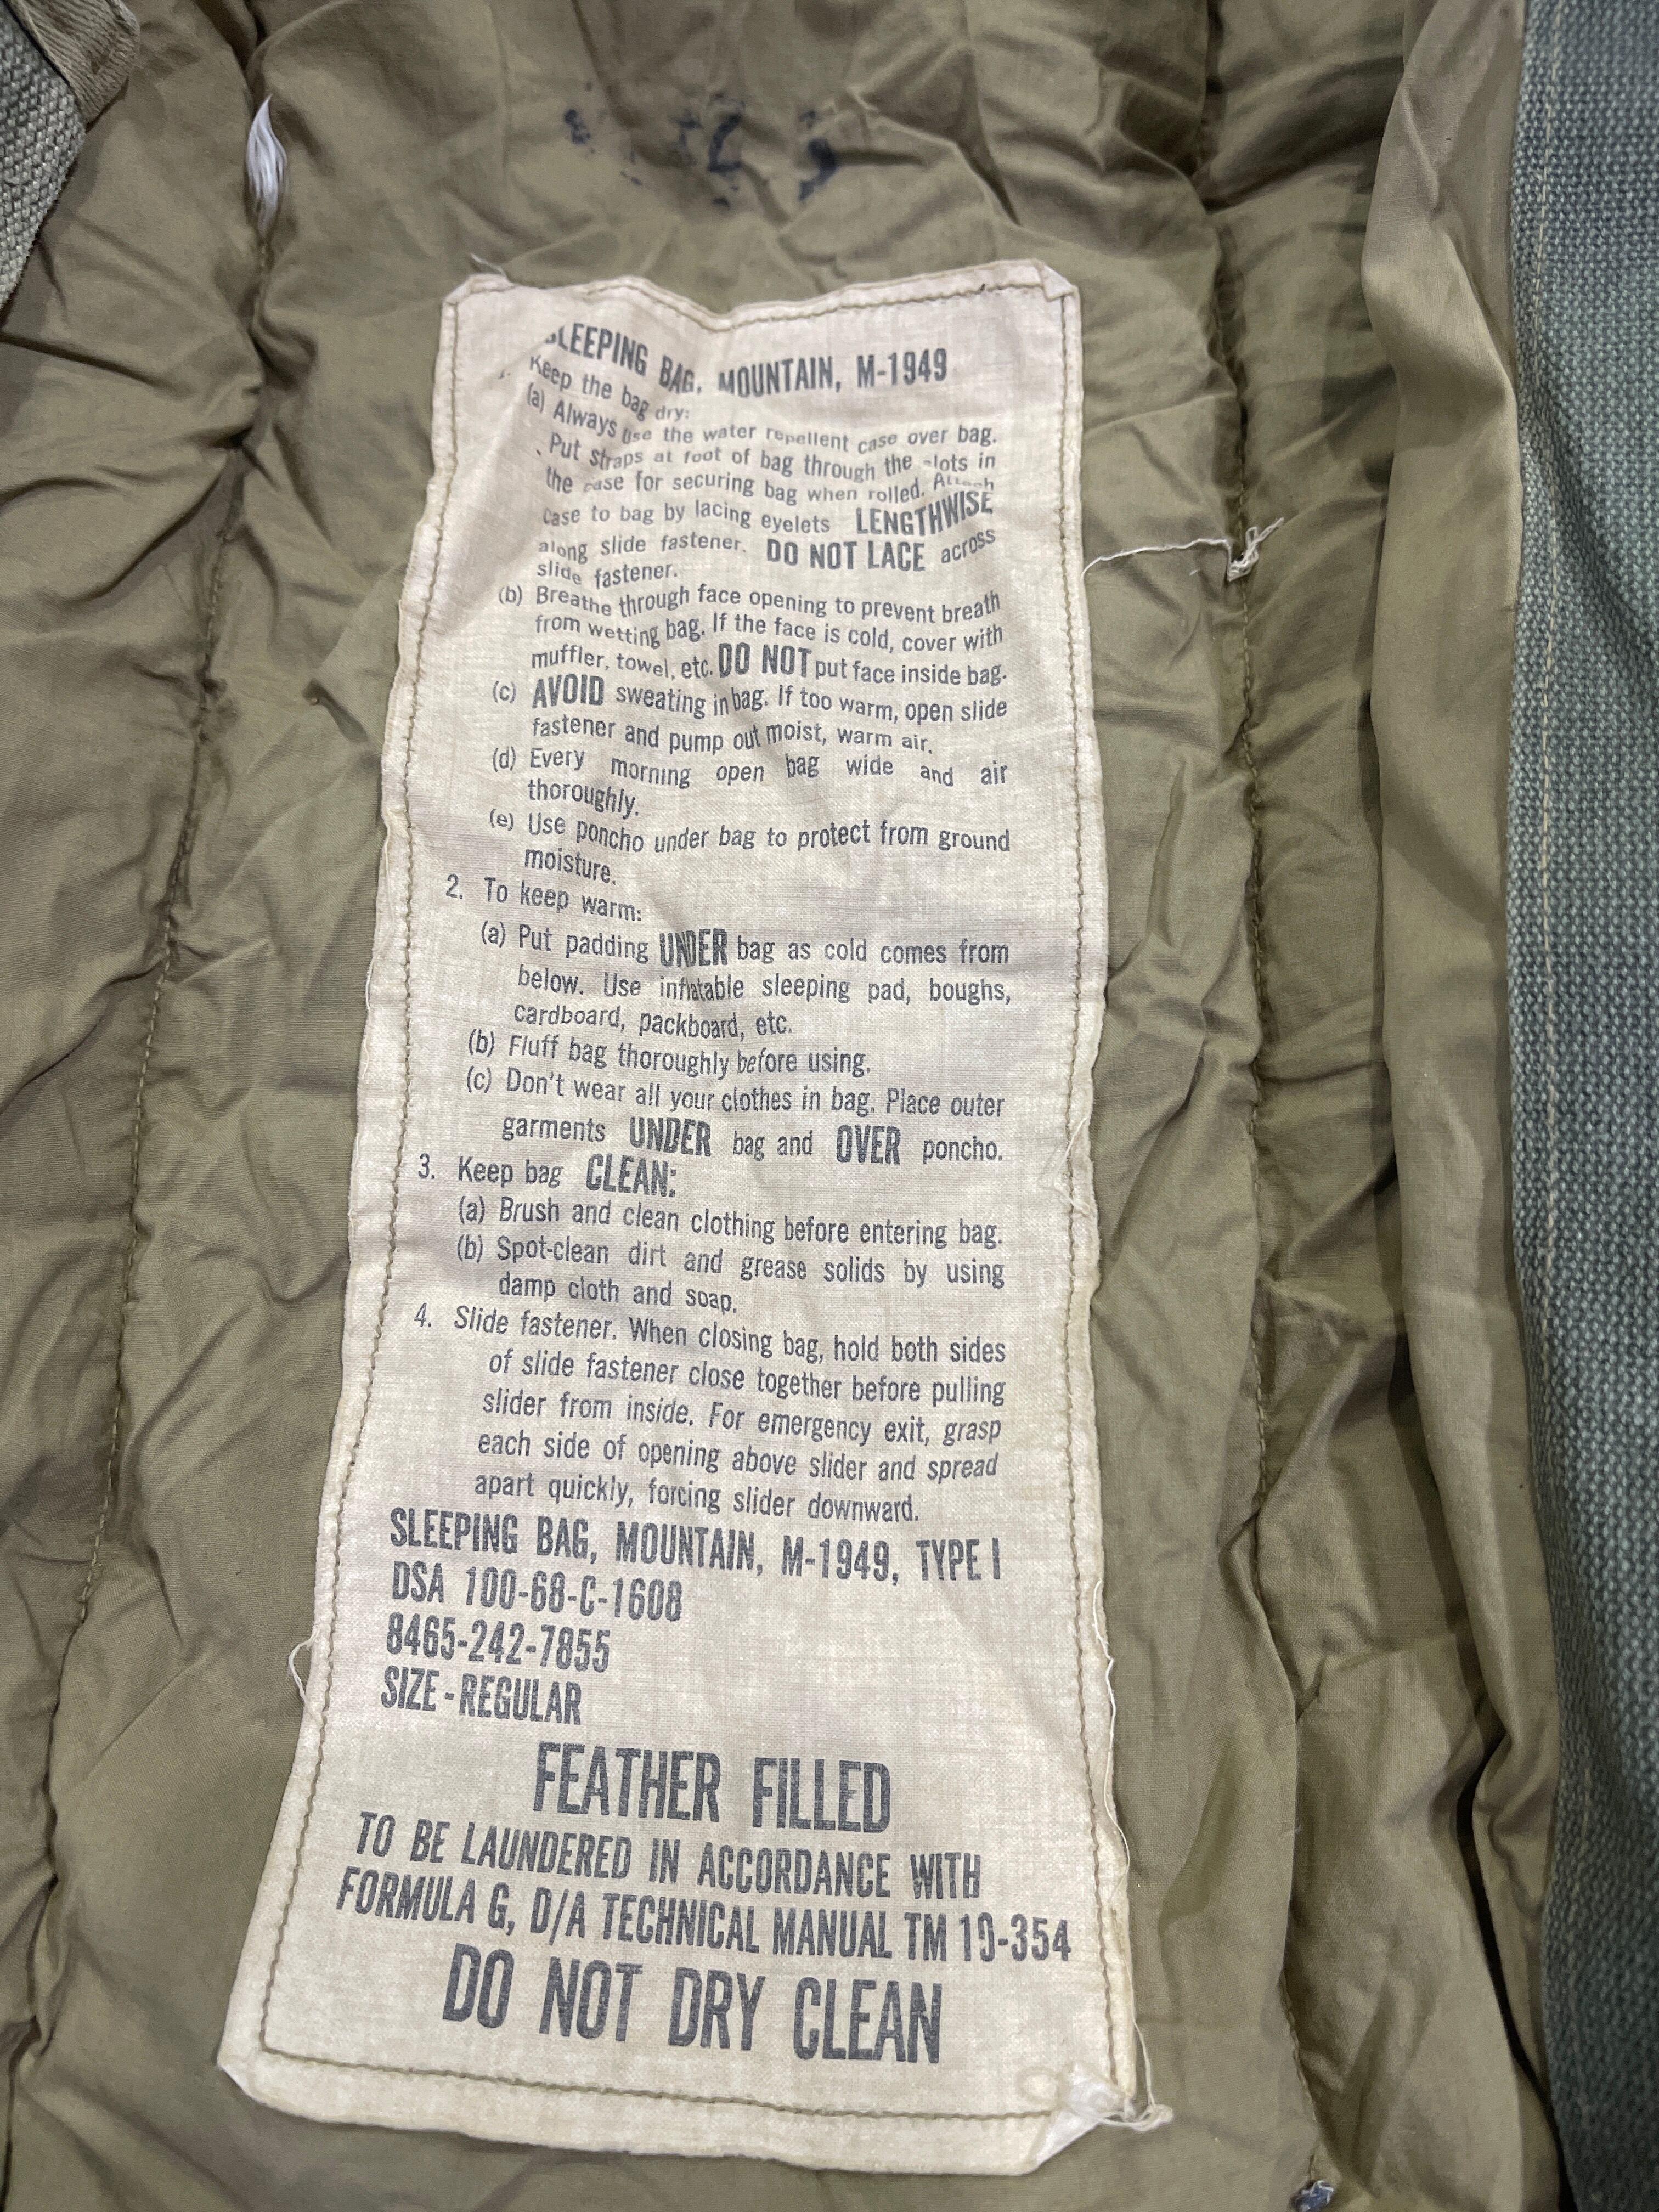 SLEEPING BAG, MOUNTAIN, M-1949
Keep the bag dry:
(a) Always use the water repellent case over bag.
Put straps at foot of bag through the slots in
the case for securing bag when rolled. Attach
case to bag by lacing eyelets LENGTHWISE
along slide fastener. DO NOT LACE across
slide fastener.
(b) Breathe through face opening to prevent breath
from wetting bag. If the face is cold, cover with
muffler, towel, etc. DO NOT put face inside bag.
(c) AVOID sweating in bag. If too warm, open slide
fastener and pump out moist, warm air.
(d) Every morning open bag wide and air
thoroughly.
(e) Use poncho under bag to protect from ground
moisture.
2. To keep warm:
(a) Put padding UNDER bag as cold comes from
below. Use inflatable sleeping pad, boughs,
cardboard, packboard, etc.
(b) Fluff bag thoroughly before using.
(c) Don't wear all your clothes in bag. Place outer
garments UNDER bag and OVER poncho.
3. Keep bag CLEAN:
(a) Brush and clean clothing before entering bag.
(b) Spot-clean dirt and grease solids by using
damp cloth and soap.
4. Slide fastener. When closing bag, hold both sides
of slide fastener close together before pulling
slider from inside. For emergency exit, grasp
each side of opening above slider and spread
apart quickly, forcing slider downward.
SLEEPING BAG, MOUNTAIN, M-1949, TYPE I
DSA 100-68-C-1608
8465-242-7855
SIZE - REGULAR
FEATHER FILLED
TO BE LAUNDERED IN ACCORDANCE WITH
FORMULA G, D/A TECHNICAL MANUAL TM 10-354
DO NOT DRY CLEAN